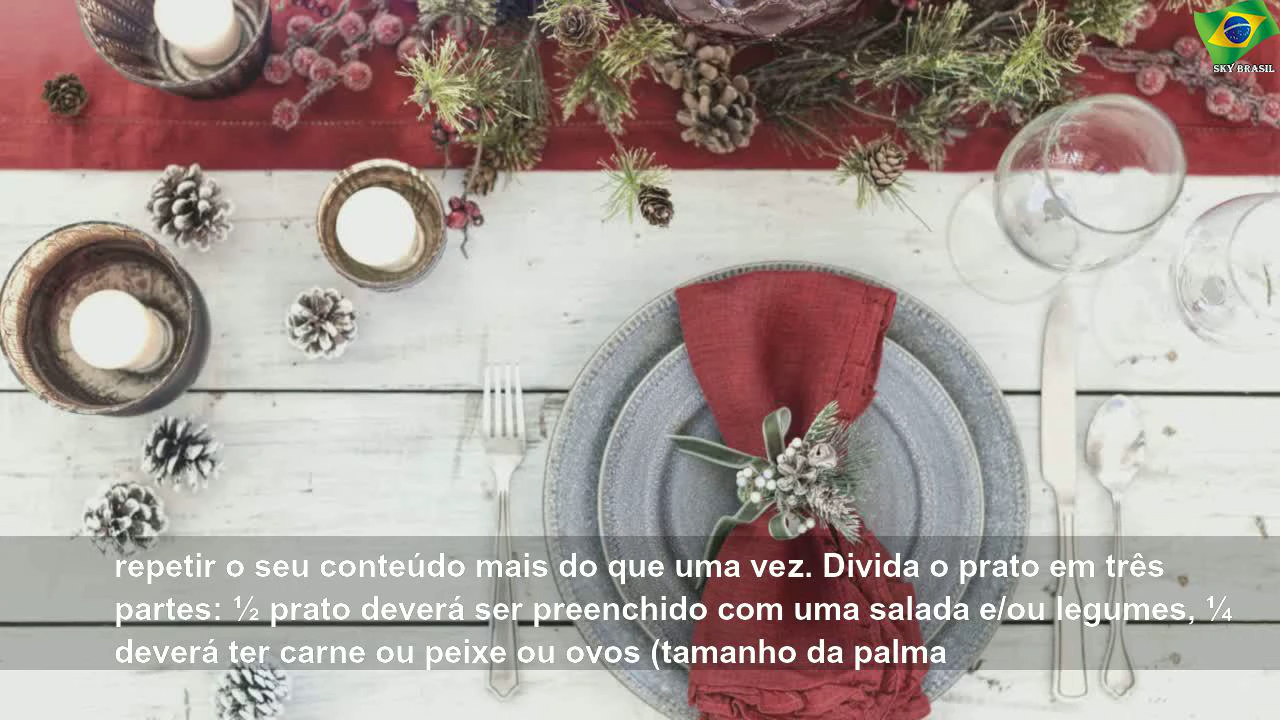 SKY BRASIL
repetir o seu conteúdo mais do que uma vez. Divida o prato em três
partes: ½ prato deverá ser preenchido com uma salada e/ou legumes, ¼
deverá ter carne ou peixe ou ovos (tamanho da palma